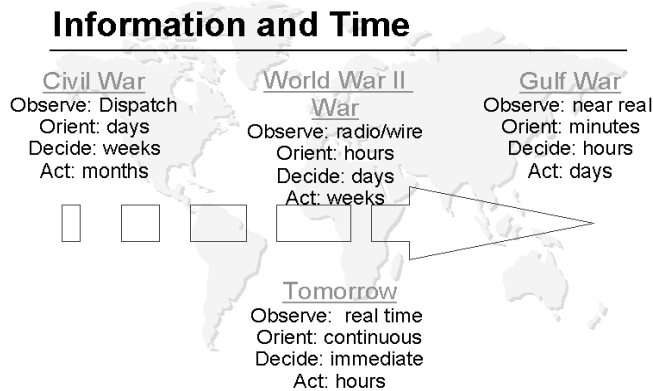 Information and Time
Civil War
Observe: Dispatch
Orient: days
Decide: weeks
Act: months
World War II
War
Observe: radio/wire
Orient: hours
Decide: days
Act: weeks
Gulf War
Observe: near real
Orient: minutes
Decide: hours
Act: days
Tomorrow
Observe: real time
Orient: continuous
Decide: immediate
Act: hours